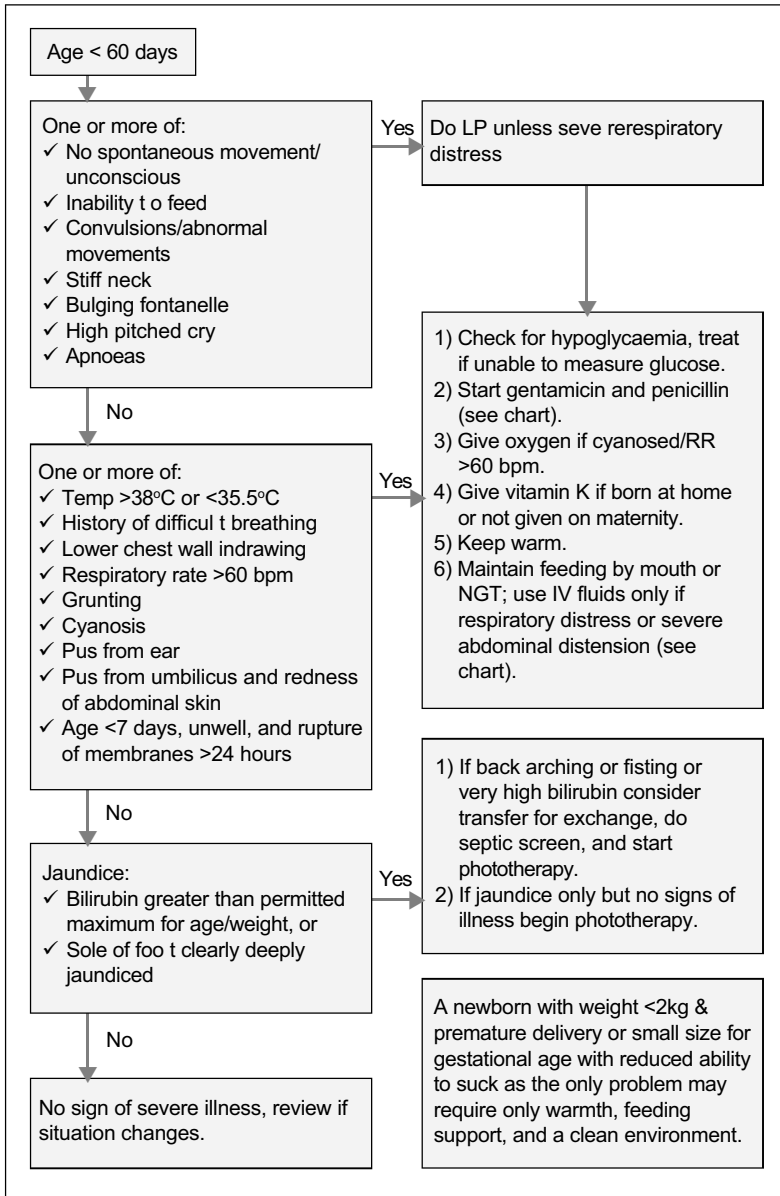 Age < 60 days
One or more of:
✓ No spontaneous movement/
unconscious
✓ Inability t o feed
✓ Convulsions/abnormal
movements
✓ Stiff neck
✓ Bulging fontanelle
✓ High pitched cry
✓ Apnoeas
Yes
Do LP unless seve rerespiratory
distress
No
One or more of:
✓ Temp >38°C or <35.5°C
✓ History of difficul t breathing
✓ Lower chest wall indrawing
✓ Respiratory rate >60 bpm
✓ Grunting
✓ Cyanosis
✓ Pus from ear
✓ Pus from umbilicus and redness
of abdominal skin
✓ Age <7 days, unwell, and rupture
of membranes >24 hours
Yes
1) Check for hypoglycaemia, treat
if unable to measure glucose.
2) Start gentamicin and penicillin
(see chart).
3) Give oxygen if cyanosed/RR
>60 bpm.
4) Give vitamin K if born at home
or not given on maternity.
5) Keep warm.
6) Maintain feeding by mouth or
NGT; use IV fluids only if
respiratory distress or severe
abdominal distension (see
chart).
No
Jaundice:
✓ Bilirubin greater than permitted
maximum for age/weight, or
✓ Sole of foo t clearly deeply
jaundiced
Yes
1) If back arching or fisting or
very high bilirubin consider
transfer for exchange, do
septic screen, and start
phototherapy.
2) If jaundice only but no signs of
illness begin phototherapy.
No
No sign of severe illness, review if
situation changes.
A newborn with weight <2kg &
premature delivery or small size for
gestational age with reduced ability
to suck as the only problem may
require only warmth, feeding
support, and a clean environment.